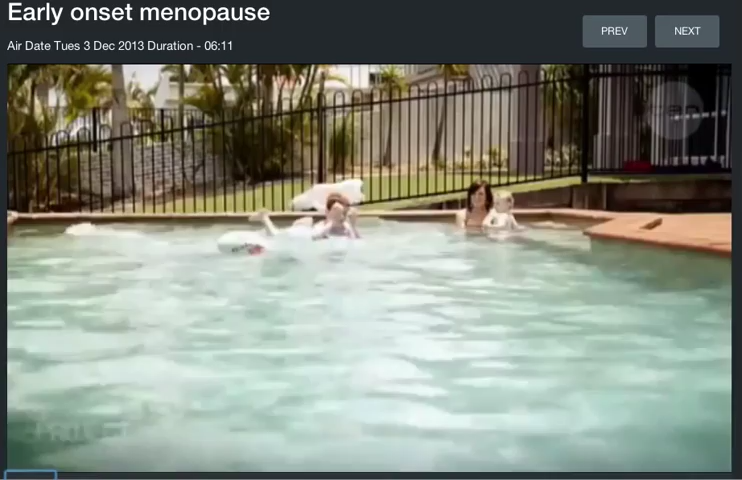 Early onset menopause
PREV
NEXT
Air Date Tues 3 Dec 2013 Duration - 06:11